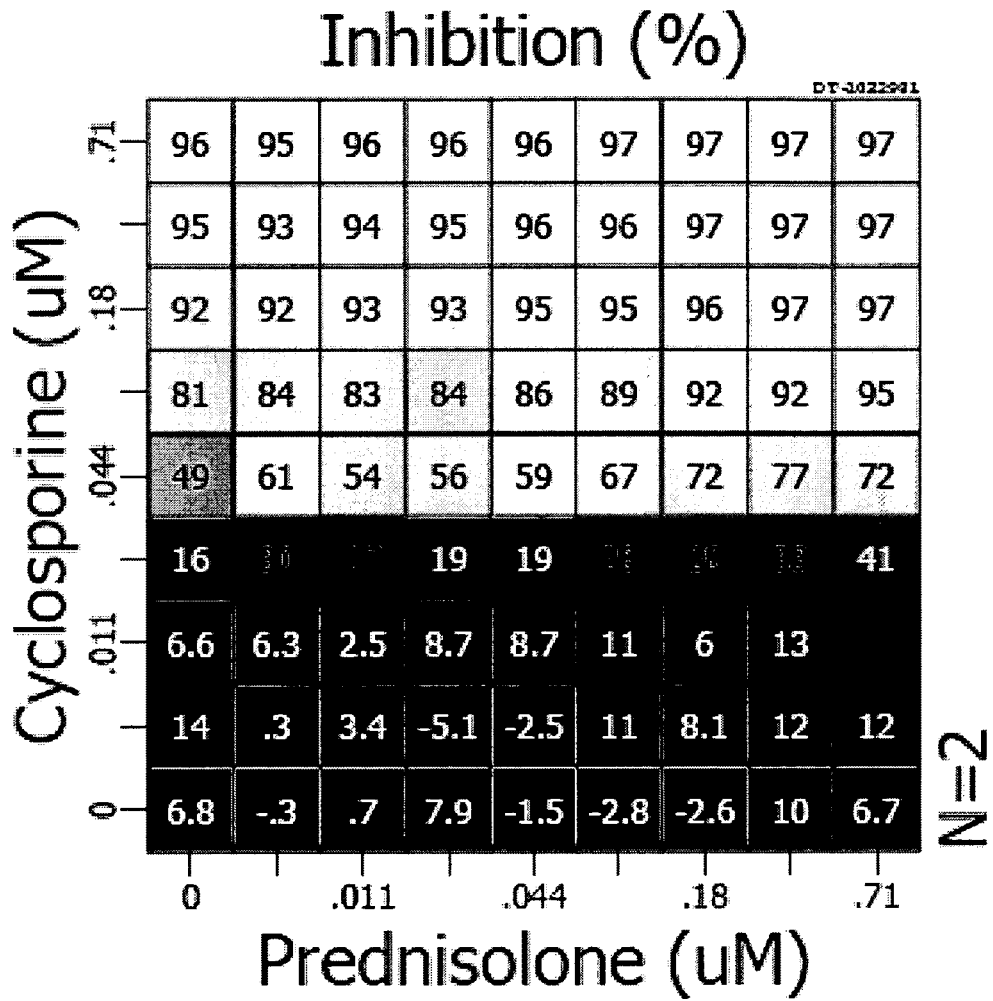 Inhibition (%)
DT-1022981
Cyclosporine (uM)
.71 96 95 96 96 96 97 97 97 97
95 93 94 95 96 96 97 97 97
.18 92 92 93 93 95 95 96 97 97
81 84 83 84 86 89 92 92 95
.044 49 61 54 56 59 67 72 77 72
16 19 19 41
.011 6.6 6.3 2.5 8.7 8.7 11 6 13
14 .3 3.4 -5.1 -2.5 11 8.1 12 12
0 6.8 -.3 .7 7.9 -1.5 -2.8 -2.6 10 6.7
0 .011 .044 .18 .71
Prednisolone (uM)
N=2